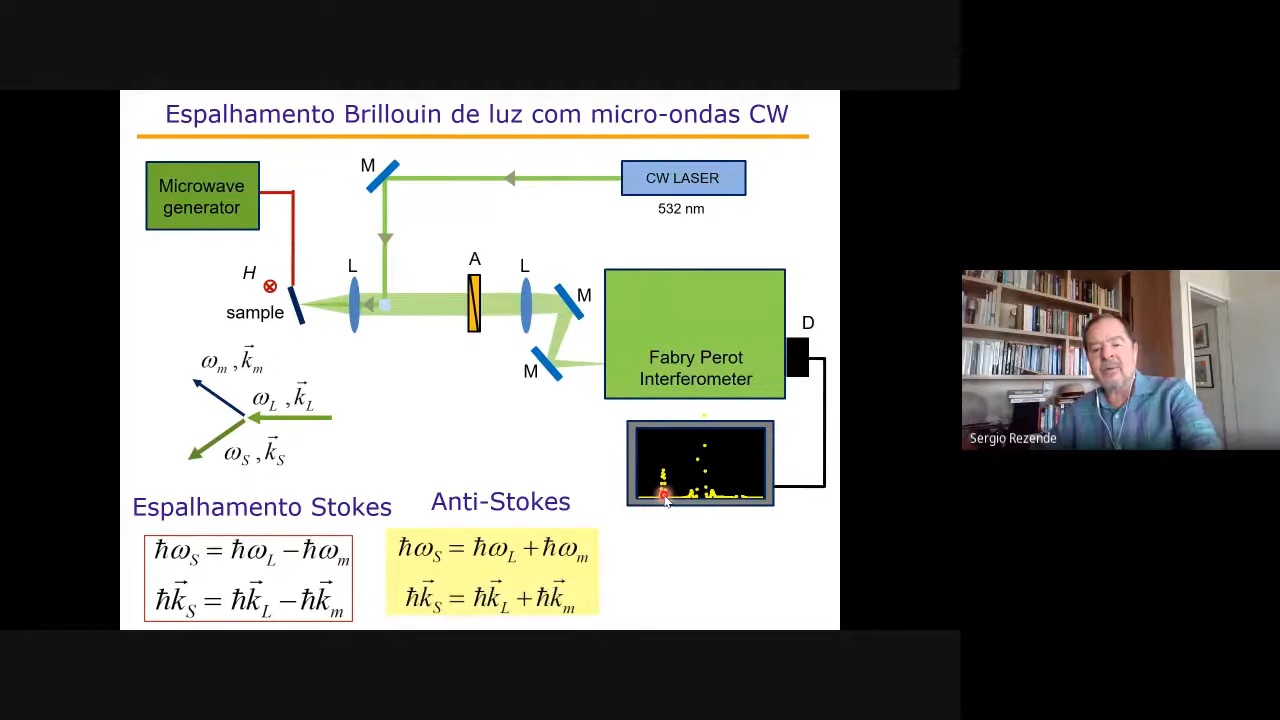 Espalhamento Brillouin de luz com micro-ondas CW
Microwave
generator
M
CW LASER
532 nm
H
sample
L
A
L
M
M
D
Fabry Perot
Interferometer
ω_m , k⃗_m
ω_L , k⃗_L
ω_S , k⃗_S
Espalhamento Stokes
Anti-Stokes
ħω_S = ħω_L − ħω_m
ħk⃗_S = ħk⃗_L − ħk⃗_m
ħω_S = ħω_L + ħω_m
ħk⃗_S = ħk⃗_L + ħk⃗_m
Sergio Rezende